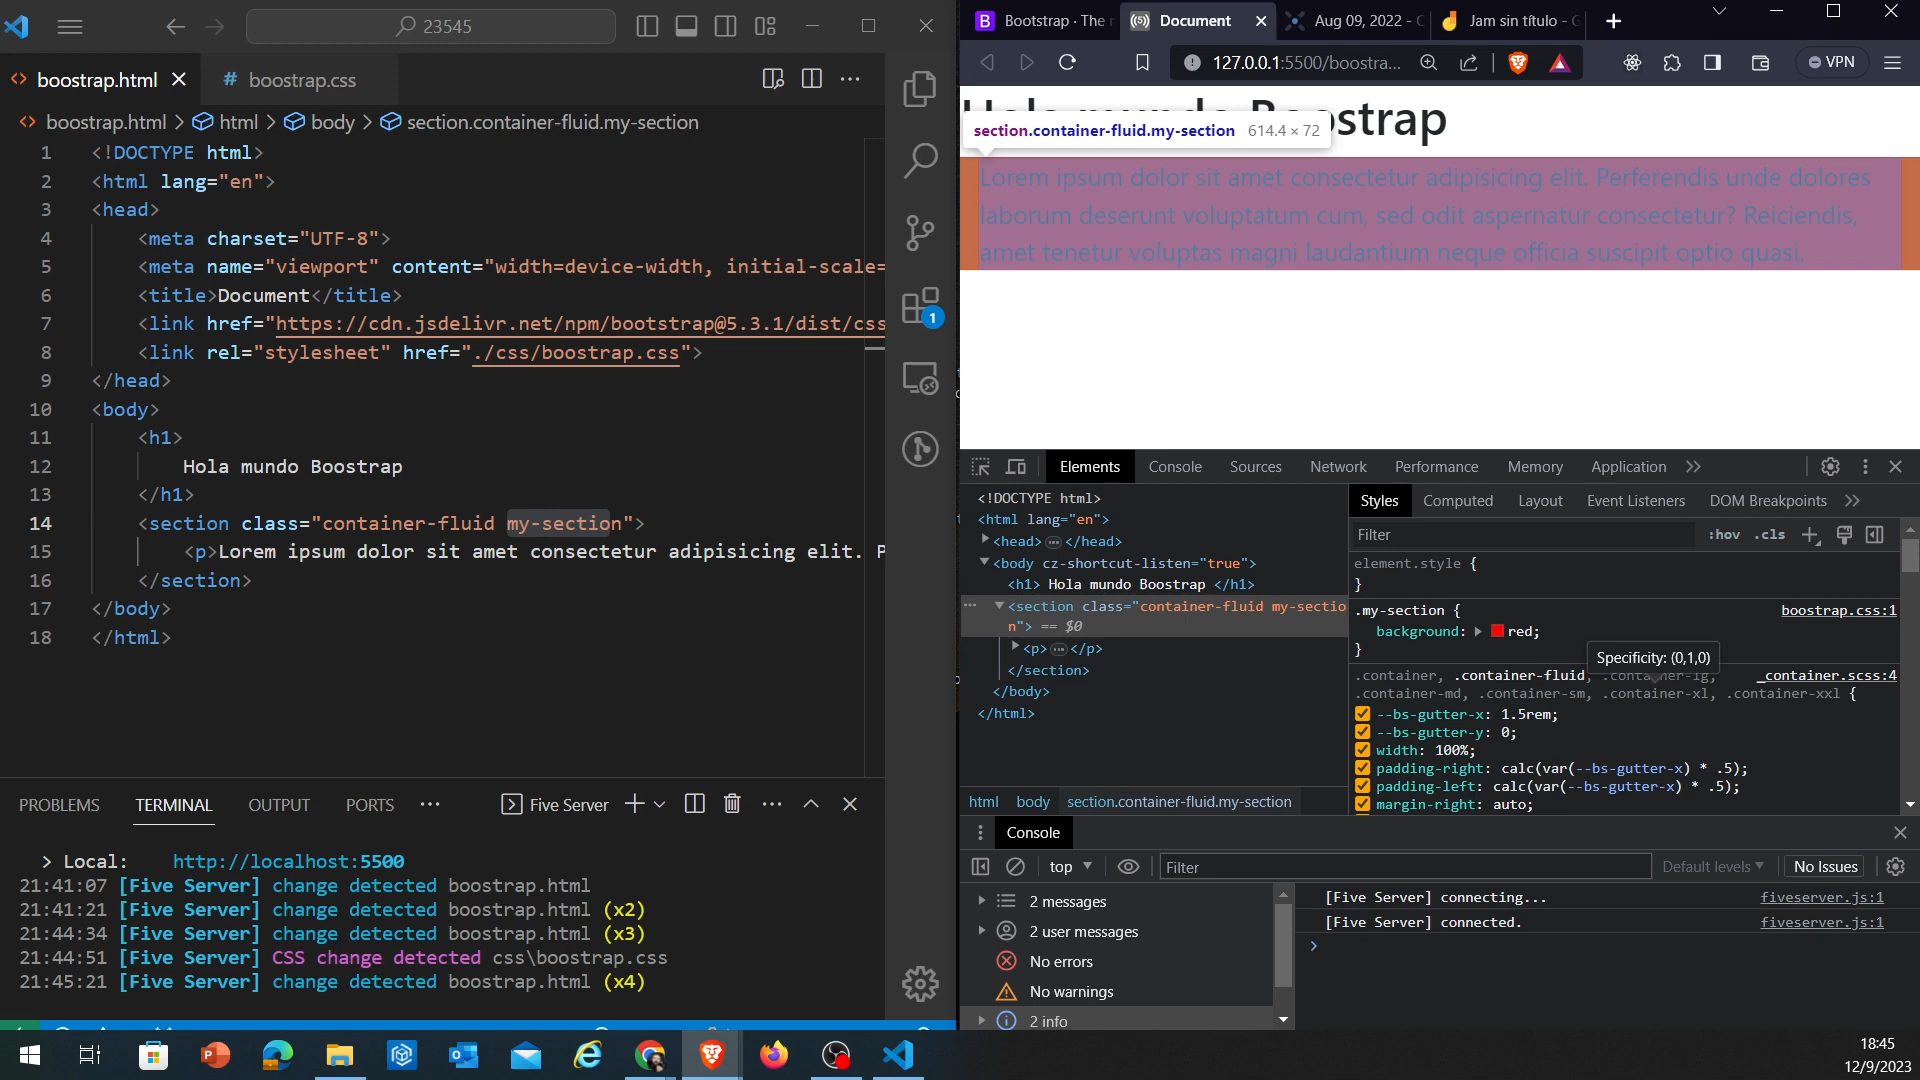 23545
boostrap.html
# boostrap.css
boostrap.html > html > body > section.container-fluid.my-section
1 <!DOCTYPE html>
2 <html lang="en">
3 <head>
4 <meta charset="UTF-8">
5 <meta name="viewport" content="width=device-width, initial-scale=
6 <title>Document</title>
7 <link href="https://cdn.jsdelivr.net/npm/bootstrap@5.3.1/dist/css
8 <link rel="stylesheet" href="./css/boostrap.css">
9 </head>
10 <body>
11 <h1>
12 Hola mundo Boostrap
13 </h1>
14 <section class="container-fluid my-section">
15 <p>Lorem ipsum dolor sit amet consectetur adipisicing elit. P
16 </section>
17 </body>
18 </html>
1
PROBLEMS TERMINAL OUTPUT PORTS Five Server
> Local: http://localhost:5500
21:41:07 [Five Server] change detected boostrap.html
21:41:21 [Five Server] change detected boostrap.html (x2)
21:44:34 [Five Server] change detected boostrap.html (x3)
21:44:51 [Five Server] CSS change detected css\boostrap.css
21:45:21 [Five Server] change detected boostrap.html (x4)
Bootstrap · The
Document
Aug 09, 2022 -
Jam sin título -
127.0.0.1:5500/boostra...
VPN
Hola mundo Boostrap
section.container-fluid.my-section 614.4 × 72
Lorem ipsum dolor sit amet consectetur adipisicing elit. Perferendis unde dolores
laborum deserunt voluptatum cum, sed odit aspernatur consectetur? Reiciendis,
amet tenetur voluptas magni laudantium neque officia suscipit optio quasi.
Elements Console Sources Network Performance Memory Application
<!DOCTYPE html>
<html lang="en">
<head> ⋯ </head>
<body cz-shortcut-listen="true">
<h1> Hola mundo Boostrap </h1>
<section class="container-fluid my-sectio
n"> == $0
<p> ⋯ </p>
</section>
</body>
</html>
html body section.container-fluid.my-section
Styles Computed Layout Event Listeners DOM Breakpoints
Filter :hov .cls
element.style {
}
.my-section { boostrap.css:1
background: red;
}
Specificity: (0,1,0)
.container, .container-fluid, .container-lg, _container.scss:4
.container-md, .container-sm, .container-xl, .container-xxl {
--bs-gutter-x: 1.5rem;
--bs-gutter-y: 0;
width: 100%;
padding-right: calc(var(--bs-gutter-x) * .5);
padding-left: calc(var(--bs-gutter-x) * .5);
margin-right: auto;
Console
top Filter Default levels No Issues
2 messages
2 user messages
No errors
No warnings
2 info
[Five Server] connecting... fiveserver.js:1
[Five Server] connected. fiveserver.js:1
>
18:45
12/9/2023